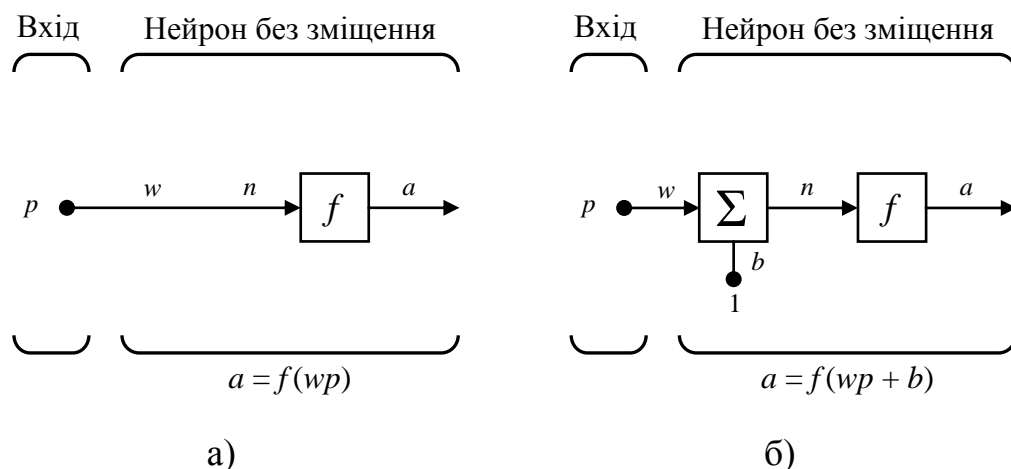 Вхід Нейрон без зміщення Вхід Нейрон без зміщення
p w n f a p w Σ n f a
b
1
a = f(wp) a = f(wp + b)
а) б)